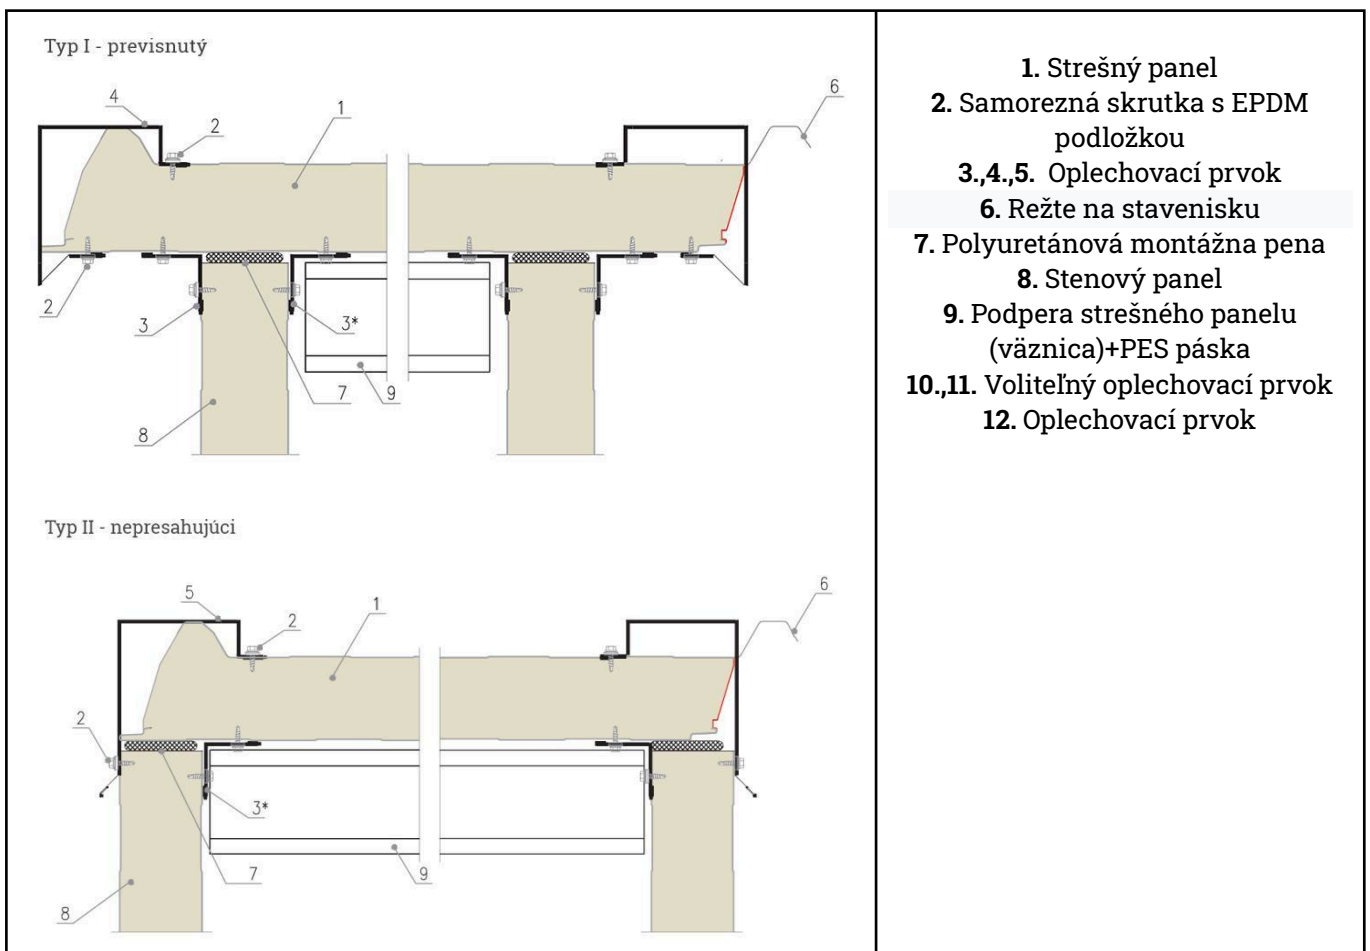 Typ I - previsnutý
4
2
1
6
2
3
3*
7
9
8
Typ II - nepresahujúci
5
2
1
6
2
3*
7
9
8
1. Strešný panel
2. Samorezná skrutka s EPDM
podložkou
3.,4.,5. Oplechovací prvok
6. Režte na stavenisku
7. Polyuretánová montážna pena
8. Stenový panel
9. Podpera strešného panelu
(väznica)+PES páska
10.,11. Voliteľný oplechovací prvok
12. Oplechovací prvok